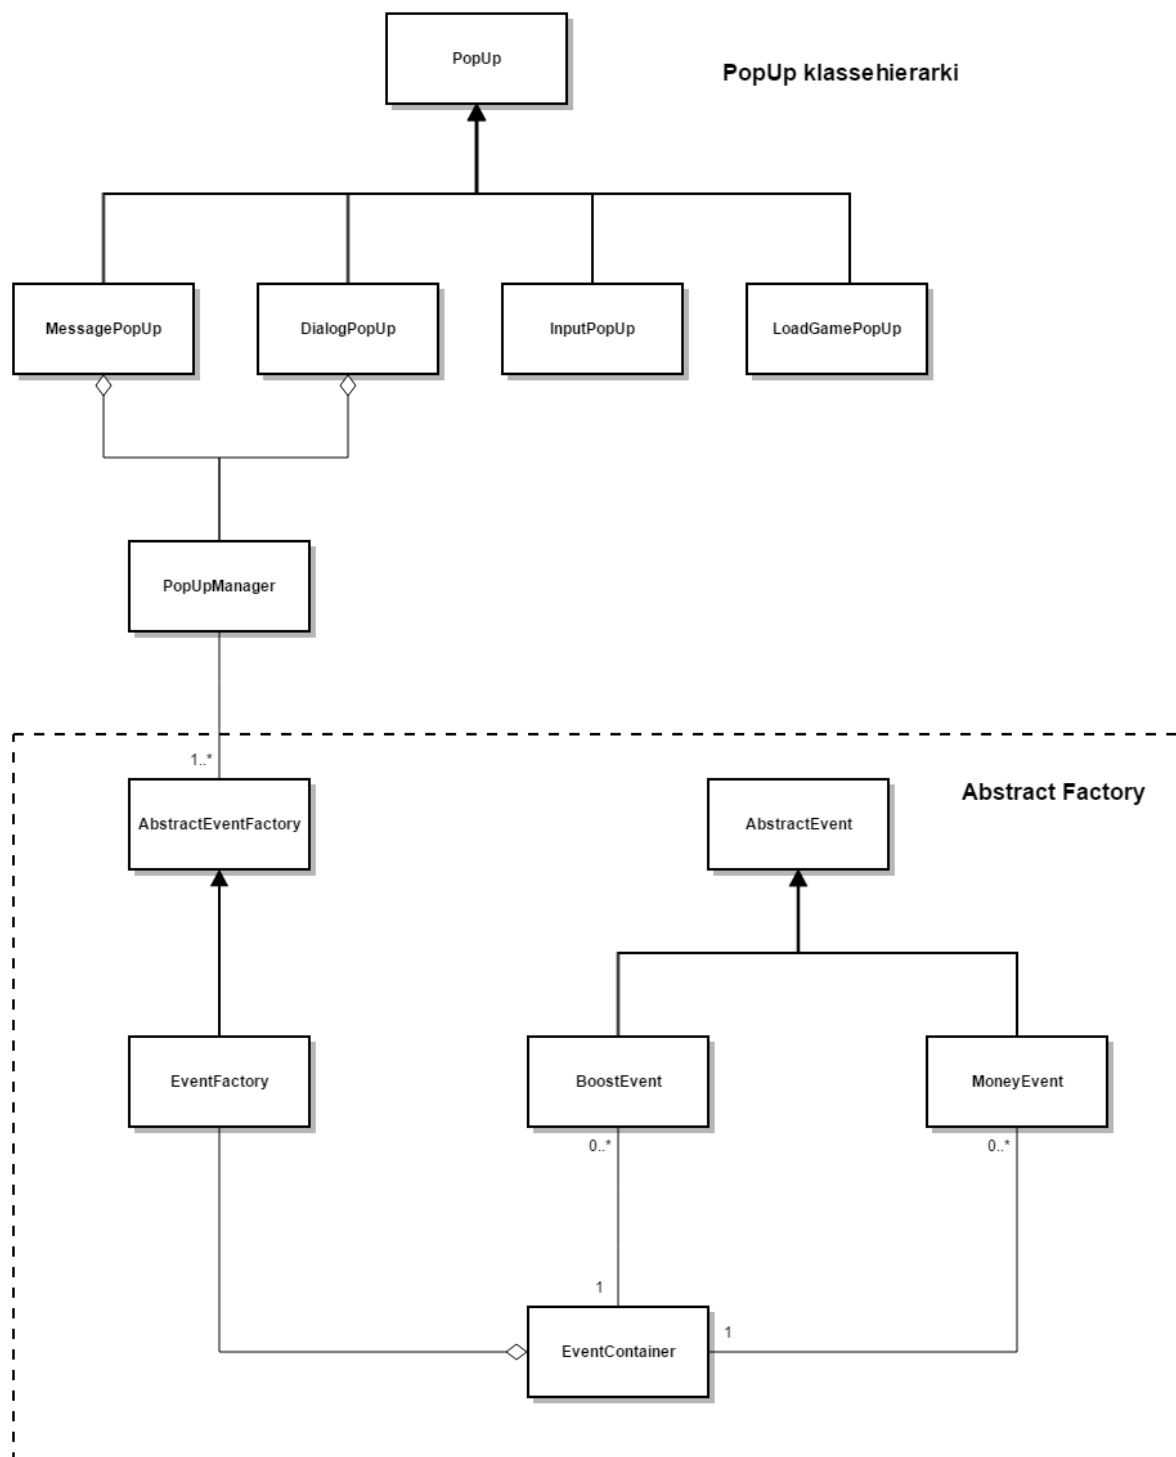 PopUp
PopUp klassehierarki
MessagePopUp
DialogPopUp
InputPopUp
LoadGamePopUp
PopUpManager
1..*
AbstractEventFactory
AbstractEvent
Abstract Factory
EventFactory
BoostEvent
MoneyEvent
0..*
0..*
1
EventContainer
1